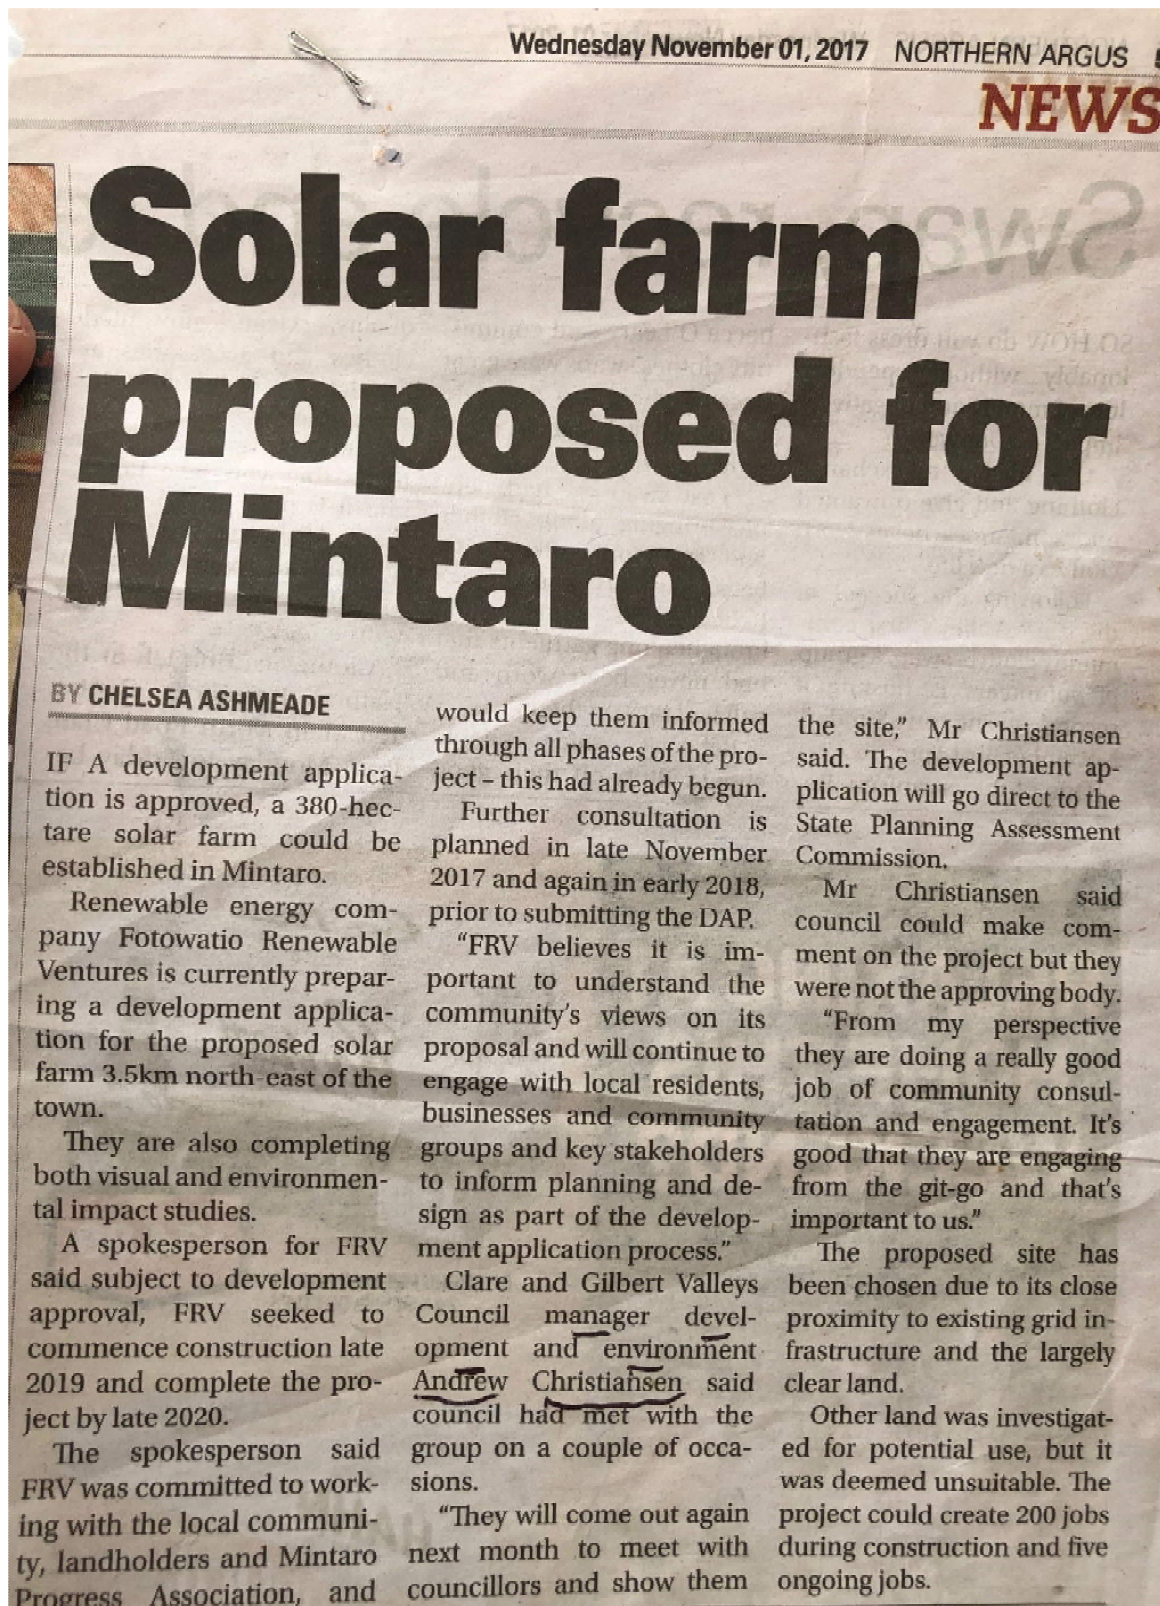 Wednesday November 01, 2017 NORTHERN ARGUS
NEWS
Solar farm
proposed for
Mintaro
BY CHELSEA ASHMEADE
IF A development applica-
tion is approved, a 380-hec-
tare solar farm could be
established in Mintaro.
Renewable energy com-
pany Fotowatio Renewable
Ventures is currently prepar-
ing a development applica-
tion for the proposed solar
farm 3.5km north-east of the
town.
They are also completing
both visual and environmen-
tal impact studies.
A spokesperson for FRV
said subject to development
approval, FRV seeked to
commence construction late
2019 and complete the pro-
ject by late 2020.
The spokesperson said
FRV was committed to work-
ing with the local communi-
ty, landholders and Mintaro
Progress Association, and
would keep them informed
through all phases of the pro-
ject – this had already begun.
Further consultation is
planned in late November
2017 and again in early 2018,
prior to submitting the DAP.
“FRV believes it is im-
portant to understand the
community’s views on its
proposal and will continue to
engage with local residents,
businesses and community
groups and key stakeholders
to inform planning and de-
sign as part of the develop-
ment application process.”
Clare and Gilbert Valleys
Council manager devel-
opment and environment
Andrew Christiansen said
council had met with the
group on a couple of occa-
sions.
“They will come out again
next month to meet with
councillors and show them
the site,” Mr Christiansen
said. The development ap-
plication will go direct to the
State Planning Assessment
Commission.
Mr Christiansen said
council could make com-
ment on the project but they
were not the approving body.
“From my perspective
they are doing a really good
job of community consul-
tation and engagement. It’s
good that they are engaging
from the git-go and that’s
important to us.”
The proposed site has
been chosen due to its close
proximity to existing grid in-
frastructure and the largely
clear land.
Other land was investigat-
ed for potential use, but it
was deemed unsuitable. The
project could create 200 jobs
during construction and five
ongoing jobs.